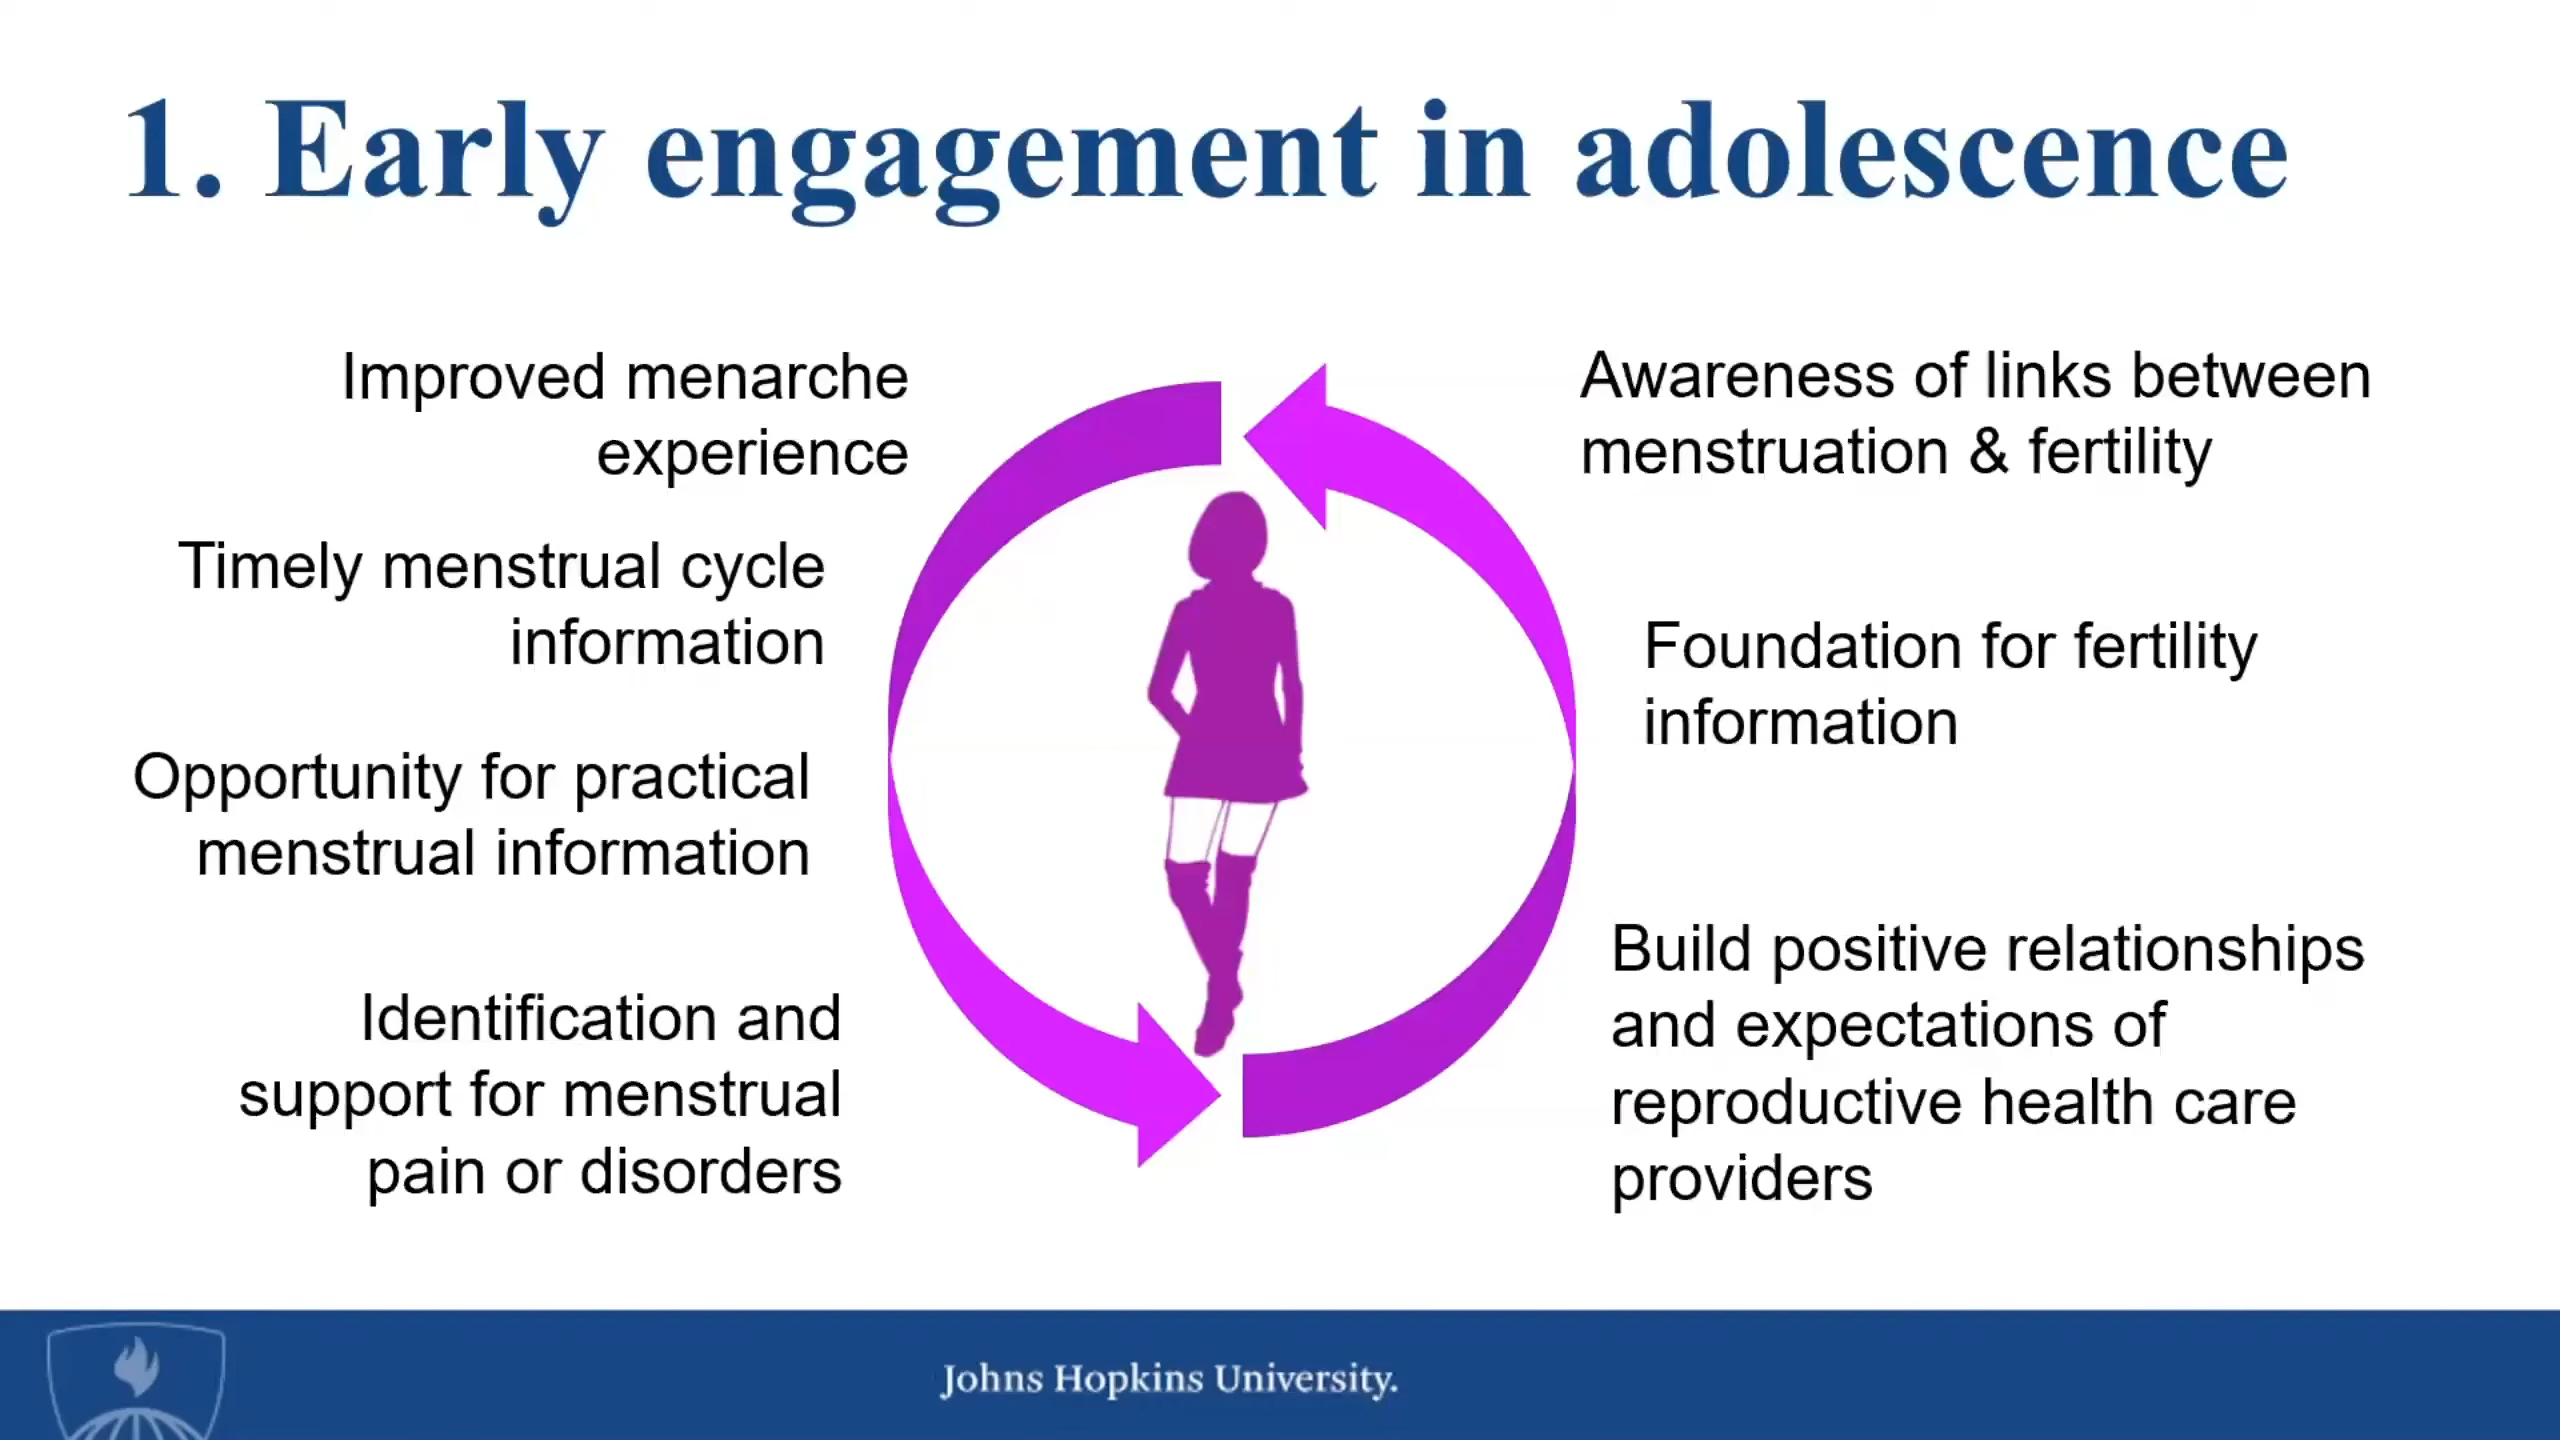 1. Early engagement in adolescence
Improved menarche
experience
Timely menstrual cycle
information
Opportunity for practical
menstrual information
Identification and
support for menstrual
pain or disorders
Awareness of links between
menstruation & fertility
Foundation for fertility
information
Build positive relationships
and expectations of
reproductive health care
providers
Johns Hopkins University.